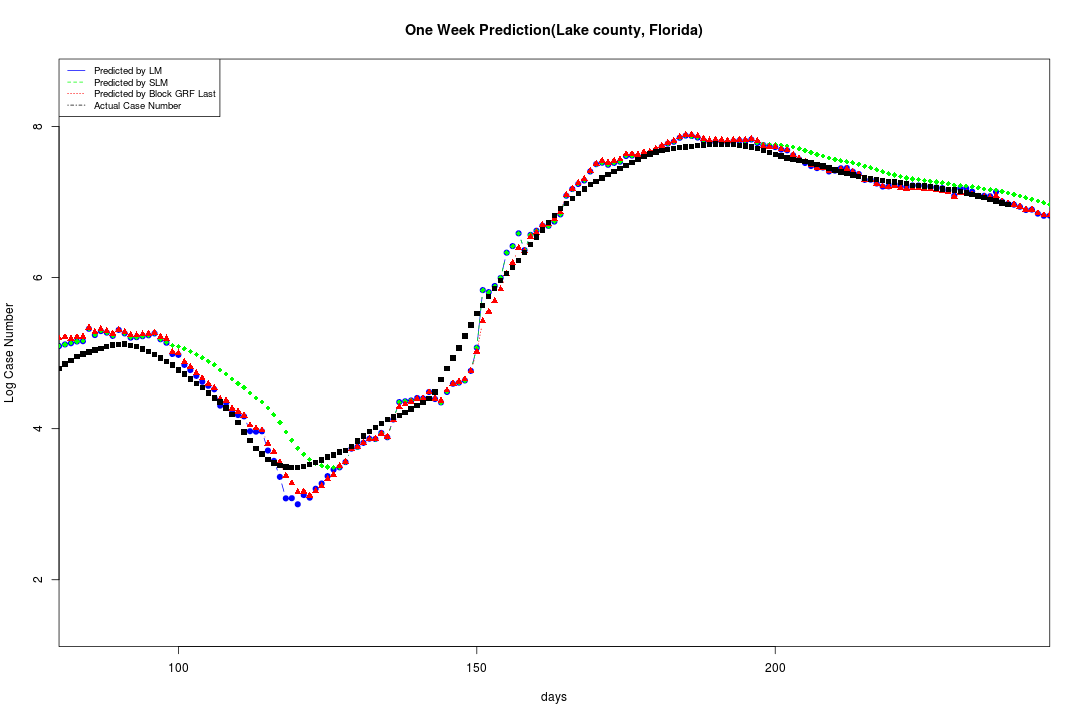 One Week Prediction(Lake county, Florida)
Predicted by LM
Predicted by SLM
Predicted by Block GRF Last
Actual Case Number
8
6
4
2
Log Case Number
100
150
200
days